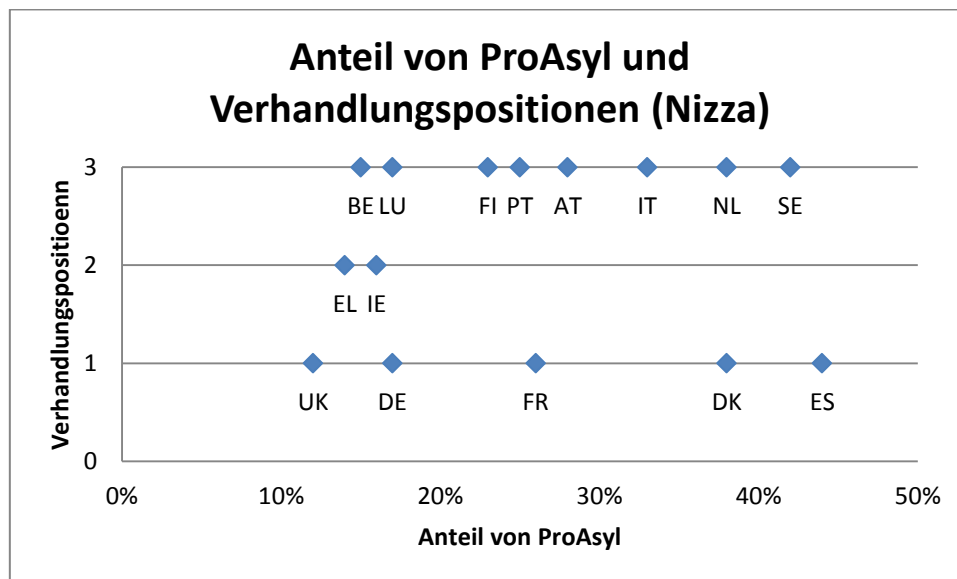 Anteil von ProAsyl und
Verhandlungspositionen (Nizza)
Verhandlungspositioenn
3
BE LU FI PT AT IT NL SE
2
EL IE
1
UK DE FR DK ES
0
0% 10% 20% 30% 40% 50%
Anteil von ProAsyl